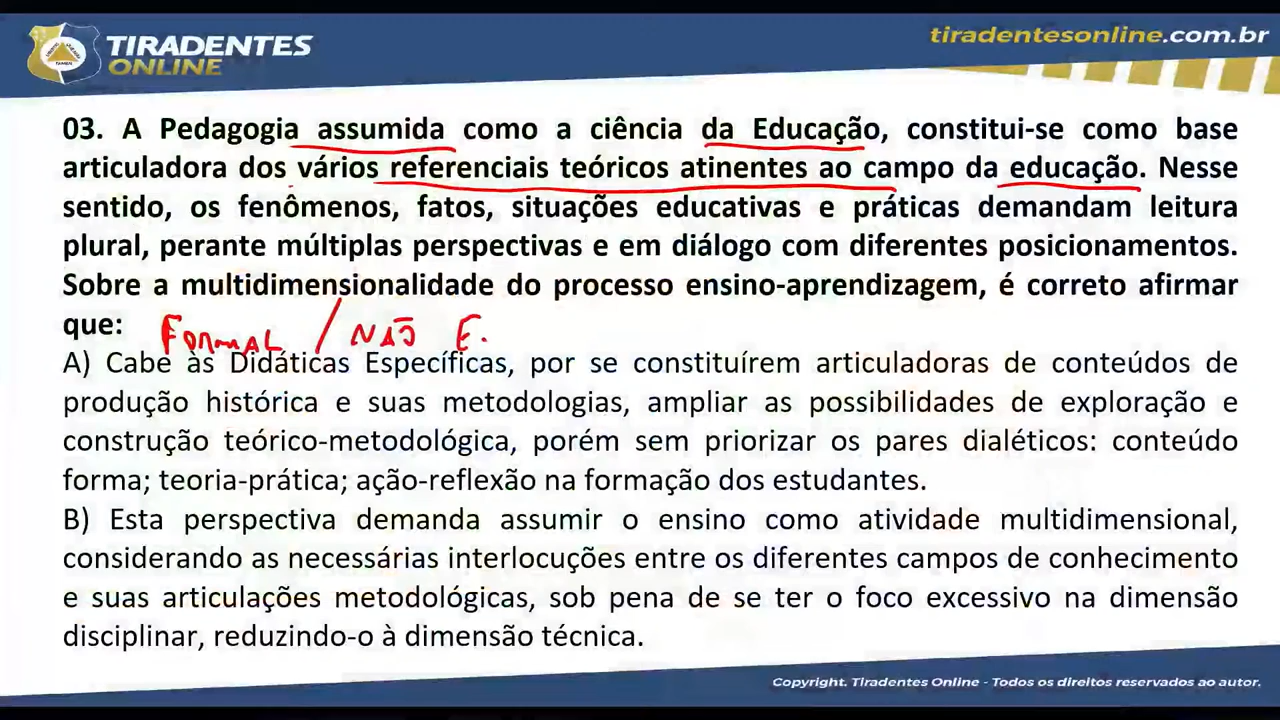 TIRADENTES
ONLINE
tiradentesonline.com.br
03. A Pedagogia assumida como a ciência da Educação, constitui-se como base
articuladora dos vários referenciais teóricos atinentes ao campo da educação. Nesse
sentido, os fenômenos, fatos, situações educativas e práticas demandam leitura
plural, perante múltiplas perspectivas e em diálogo com diferentes posicionamentos.
Sobre a multidimensionalidade do processo ensino-aprendizagem, é correto afirmar
que:
FORMAL / NÃO F.
A) Cabe às Didáticas Específicas, por se constituírem articuladoras de conteúdos de
produção histórica e suas metodologias, ampliar as possibilidades de exploração e
construção teórico-metodológica, porém sem priorizar os pares dialéticos: conteúdo
forma; teoria-prática; ação-reflexão na formação dos estudantes.
B) Esta perspectiva demanda assumir o ensino como atividade multidimensional,
considerando as necessárias interlocuções entre os diferentes campos de conhecimento
e suas articulações metodológicas, sob pena de se ter o foco excessivo na dimensão
disciplinar, reduzindo-o à dimensão técnica.
Copyright. Tiradentes Online - Todos os direitos reservados ao autor.